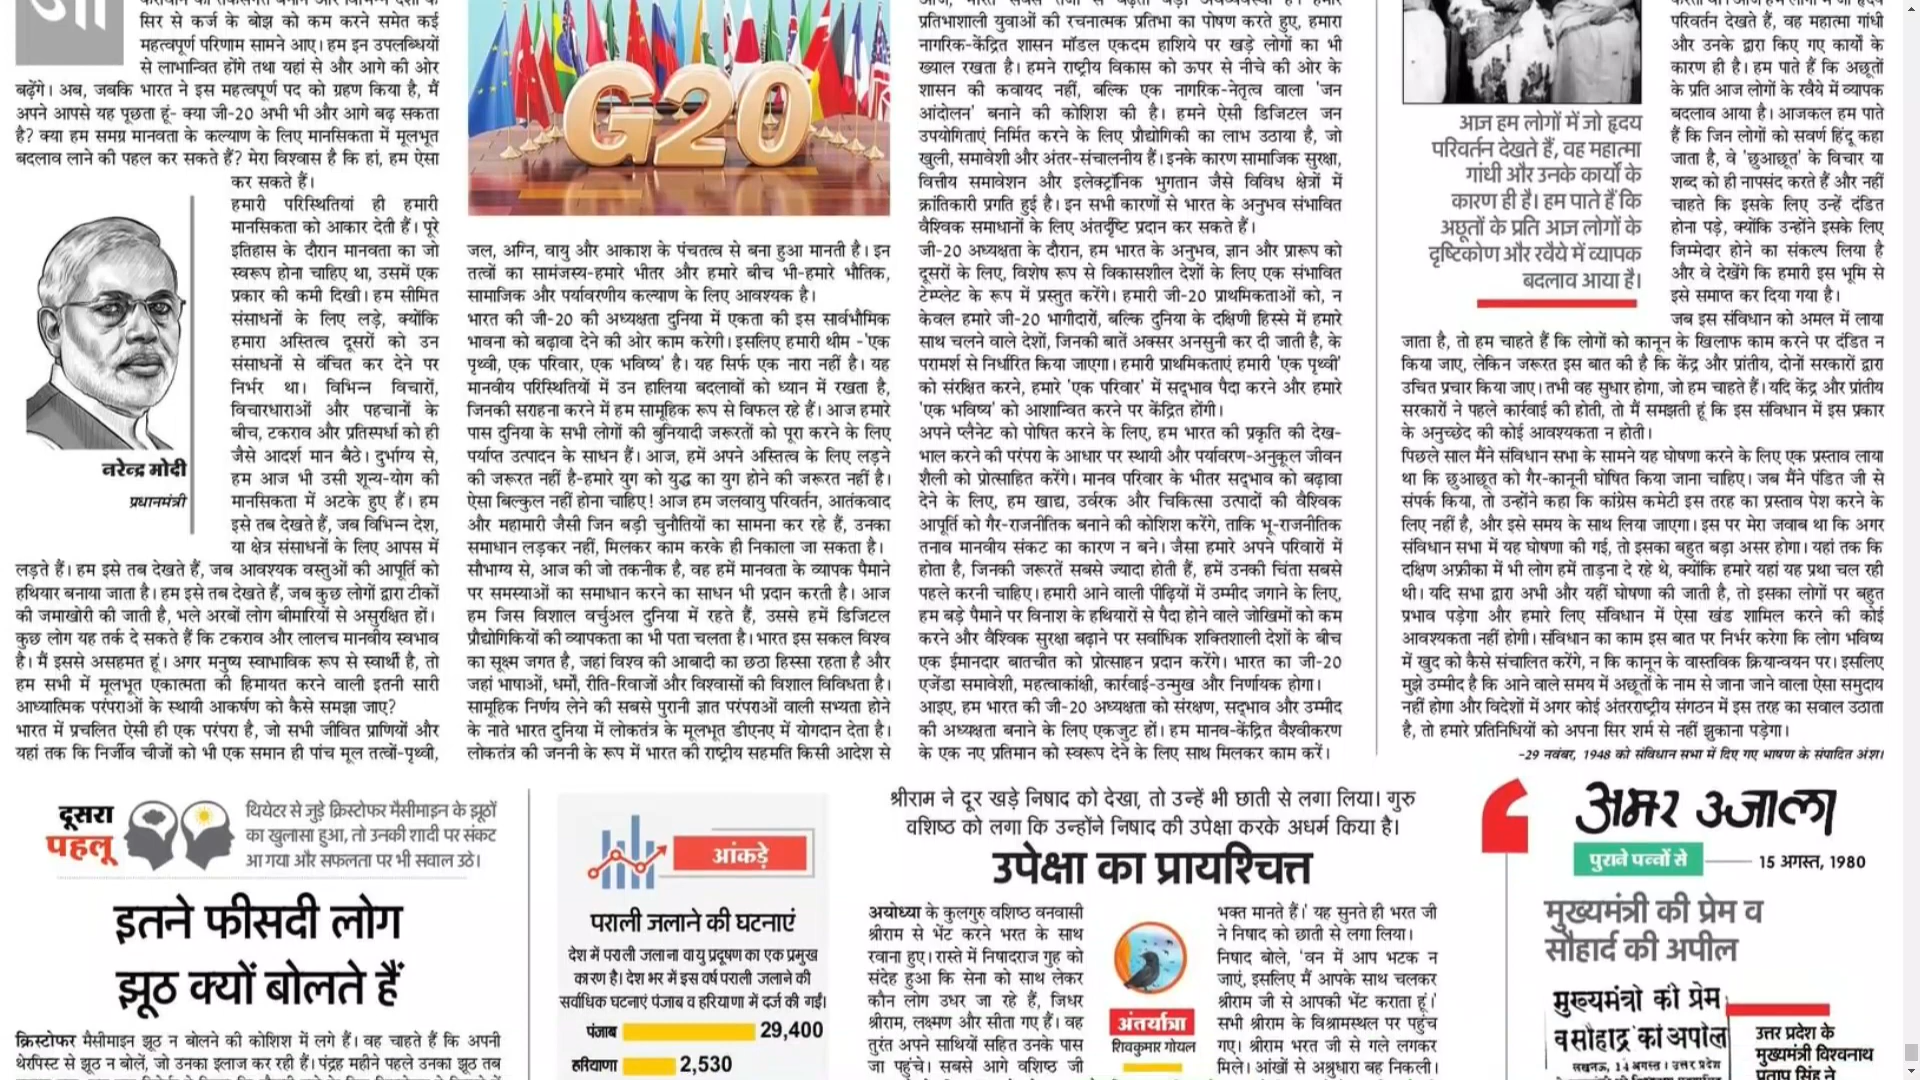 सिर से कर्ज के बोझ को कम करने समेत कई
महत्वपूर्ण परिणाम सामने आए। हम इन उपलब्धियों
से लाभान्वित होंगे तथा यहां से और आगे की ओर
बढ़ेंगे। अब, जबकि भारत ने इस महत्वपूर्ण पद को ग्रहण किया है, मैं
अपने आपसे यह पूछता हूं- क्या जी-20 अभी भी और आगे बढ़ सकता
है? क्या हम समग्र मानवता के कल्याण के लिए मानसिकता में मूलभूत
बदलाव लाने की पहल कर सकते हैं? मेरा विश्वास है कि हां, हम ऐसा
कर सकते हैं।
हमारी परिस्थितियां ही हमारी
मानसिकता को आकार देती हैं। पूरे
इतिहास के दौरान मानवता का जो
स्वरूप होना चाहिए था, उसमें एक
प्रकार की कमी दिखी। हम सीमित
संसाधनों के लिए लड़े, क्योंकि
हमारा अस्तित्व दूसरों को उन
संसाधनों से वंचित कर देने पर
निर्भर था। विभिन्न विचारों,
विचारधाराओं और पहचानों के
बीच, टकराव और प्रतिस्पर्धा को ही
जैसे आदर्श मान बैठे। दुर्भाग्य से,
हम आज भी उसी शून्य-योग की
मानसिकता में अटके हुए हैं। हम
इसे तब देखते हैं, जब विभिन्न देश,
या क्षेत्र संसाधनों के लिए आपस में
नरेन्द्र मोदी
प्रधानमंत्री
लड़ते हैं। हम इसे तब देखते हैं, जब आवश्यक वस्तुओं की आपूर्ति को
हथियार बनाया जाता है। हम इसे तब देखते हैं, जब कुछ लोगों द्वारा टीकों
की जमाखोरी की जाती है, भले अरबों लोग बीमारियों से असुरक्षित हों।
कुछ लोग यह तर्क दे सकते हैं कि टकराव और लालच मानवीय स्वभाव
है। मैं इससे असहमत हूं। अगर मनुष्य स्वाभाविक रूप से स्वार्थी है, तो
हम सभी में मूलभूत एकात्मता की हिमायत करने वाली इतनी सारी
आध्यात्मिक परंपराओं के स्थायी आकर्षण को कैसे समझा जाए?
भारत में प्रचलित ऐसी ही एक परंपरा है, जो सभी जीवित प्राणियों और
यहां तक कि निर्जीव चीजों को भी एक समान ही पांच मूल तत्वों-पृथ्वी,
G20
जल, अग्नि, वायु और आकाश के पंचतत्व से बना हुआ मानती है। इन
तत्वों का सामंजस्य-हमारे भीतर और हमारे बीच भी-हमारे भौतिक,
सामाजिक और पर्यावरणीय कल्याण के लिए आवश्यक है।
भारत की जी-20 की अध्यक्षता दुनिया में एकता की इस सार्वभौमिक
भावना को बढ़ावा देने की ओर काम करेगी। इसलिए हमारी थीम -'एक
पृथ्वी, एक परिवार, एक भविष्य' है। यह सिर्फ एक नारा नहीं है। यह
मानवीय परिस्थितियों में उन हालिया बदलावों को ध्यान में रखता है,
जिनकी सराहना करने में हम सामूहिक रूप से विफल रहे हैं। आज हमारे
पास दुनिया के सभी लोगों की बुनियादी जरूरतों को पूरा करने के लिए
पर्याप्त उत्पादन के साधन हैं। आज, हमें अपने अस्तित्व के लिए लड़ने
की जरूरत नहीं है-हमारे युग को युद्ध का युग होने की जरूरत नहीं है।
ऐसा बिल्कुल नहीं होना चाहिए! आज हम जलवायु परिवर्तन, आतंकवाद
और महामारी जैसी जिन बड़ी चुनौतियों का सामना कर रहे हैं, उनका
समाधान लड़कर नहीं, मिलकर काम करके ही निकाला जा सकता है।
सौभाग्य से, आज की जो तकनीक है, वह हमें मानवता के व्यापक पैमाने
पर समस्याओं का समाधान करने का साधन भी प्रदान करती है। आज
हम जिस विशाल वर्चुअल दुनिया में रहते हैं, उससे हमें डिजिटल
प्रौद्योगिकियों की व्यापकता का भी पता चलता है। भारत इस सकल विश्व
का सूक्ष्म जगत है, जहां विश्व की आबादी का छठा हिस्सा रहता है और
जहां भाषाओं, धर्मों, रीति-रिवाजों और विश्वासों की विशाल विविधता है।
सामूहिक निर्णय लेने की सबसे पुरानी ज्ञात परंपराओं वाली सभ्यता होने
के नाते भारत दुनिया में लोकतंत्र के मूलभूत डीएनए में योगदान देता है।
लोकतंत्र की जननी के रूप में भारत की राष्ट्रीय सहमति किसी आदेश से
प्रतिभाशाली युवाओं की रचनात्मक प्रतिभा का पोषण करते हुए, हमारा
नागरिक-केंद्रित शासन मॉडल एकदम हाशिये पर खड़े लोगों का भी
ख्याल रखता है। हमने राष्ट्रीय विकास को ऊपर से नीचे की ओर के
शासन की कवायद नहीं, बल्कि एक नागरिक-नेतृत्व वाला 'जन
आंदोलन' बनाने की कोशिश की है। हमने ऐसी डिजिटल जन
उपयोगिताएं निर्मित करने के लिए प्रौद्योगिकी का लाभ उठाया है, जो
खुली, समावेशी और अंतर-संचालनीय हैं। इनके कारण सामाजिक सुरक्षा,
वित्तीय समावेशन और इलेक्ट्रॉनिक भुगतान जैसे विविध क्षेत्रों में
क्रांतिकारी प्रगति हुई है। इन सभी कारणों से भारत के अनुभव संभावित
वैश्विक समाधानों के लिए अंतर्दृष्टि प्रदान कर सकते हैं।
जी-20 अध्यक्षता के दौरान, हम भारत के अनुभव, ज्ञान और प्रारूप को
दूसरों के लिए, विशेष रूप से विकासशील देशों के लिए एक संभावित
टेम्प्लेट के रूप में प्रस्तुत करेंगे। हमारी जी-20 प्राथमिकताओं को, न
केवल हमारे जी-20 भागीदारों, बल्कि दुनिया के दक्षिणी हिस्से में हमारे
साथ चलने वाले देशों, जिनकी बातें अक्सर अनसुनी कर दी जाती है, के
परामर्श से निर्धारित किया जाएगा। हमारी प्राथमिकताएं हमारी 'एक पृथ्वी'
को संरक्षित करने, हमारे 'एक परिवार' में सद्भाव पैदा करने और हमारे
'एक भविष्य' को आशान्वित करने पर केंद्रित होंगी।
अपने प्लैनेट को पोषित करने के लिए, हम भारत की प्रकृति की देख-
भाल करने की परंपरा के आधार पर स्थायी और पर्यावरण-अनुकूल जीवन
शैली को प्रोत्साहित करेंगे। मानव परिवार के भीतर सद्भाव को बढ़ावा
देने के लिए, हम खाद्य, उर्वरक और चिकित्सा उत्पादों की वैश्विक
आपूर्ति को गैर-राजनीतिक बनाने की कोशिश करेंगे, ताकि भू-राजनीतिक
तनाव मानवीय संकट का कारण न बने। जैसा हमारे अपने परिवारों में
होता है, जिनकी जरूरतें सबसे ज्यादा होती हैं, हमें उनकी चिंता सबसे
पहले करनी चाहिए। हमारी आने वाली पीढ़ियों में उम्मीद जगाने के लिए,
हम बड़े पैमाने पर विनाश के हथियारों से पैदा होने वाले जोखिमों को कम
करने और वैश्विक सुरक्षा बढ़ाने पर सर्वाधिक शक्तिशाली देशों के बीच
एक ईमानदार बातचीत को प्रोत्साहन प्रदान करेंगे। भारत का जी-20
एजेंडा समावेशी, महत्वाकांक्षी, कार्रवाई-उन्मुख और निर्णायक होगा।
आइए, हम भारत की जी-20 अध्यक्षता को संरक्षण, सद्भाव और उम्मीद
की अध्यक्षता बनाने के लिए एकजुट हों। हम मानव-केंद्रित वैश्वीकरण
के एक नए प्रतिमान को स्वरूप देने के लिए साथ मिलकर काम करें।
आज हम लोगों में जो हृदय
परिवर्तन देखते हैं, वह महात्मा
गांधी और उनके कार्यों के
कारण ही है। हम पाते हैं कि
अछूतों के प्रति आज लोगों के
दृष्टिकोण और रवैये में व्यापक
बदलाव आया है।
परिवर्तन देखते हैं, वह महात्मा गांधी
और उनके द्वारा किए गए कार्यों के
कारण ही है। हम पाते हैं कि अछूतों
के प्रति आज लोगों के रवैये में व्यापक
बदलाव आया है। आजकल हम पाते
हैं कि जिन लोगों को सवर्ण हिंदू कहा
जाता है, वे 'छुआछूत' के विचार या
शब्द को ही नापसंद करते हैं और नहीं
चाहते कि इसके लिए उन्हें दंडित
होना पड़े, क्योंकि उन्होंने इसके लिए
जिम्मेदार होने का संकल्प लिया है
और वे देखेंगे कि हमारी इस भूमि से
इसे समाप्त कर दिया गया है।
जब इस संविधान को अमल में लाया
जाता है, तो हम चाहते हैं कि लोगों को कानून के खिलाफ काम करने पर दंडित न
किया जाए, लेकिन जरूरत इस बात की है कि केंद्र और प्रांतीय, दोनों सरकारों द्वारा
उचित प्रचार किया जाए। तभी वह सुधार होगा, जो हम चाहते हैं। यदि केंद्र और प्रांतीय
सरकारों ने पहले कार्रवाई की होती, तो मैं समझती हूं कि इस संविधान में इस प्रकार
के अनुच्छेद की कोई आवश्यकता न होती।
पिछले साल मैंने संविधान सभा के सामने यह घोषणा करने के लिए एक प्रस्ताव लाया
था कि छुआछूत को गैर-कानूनी घोषित किया जाना चाहिए। जब मैंने पंडित जी से
संपर्क किया, तो उन्होंने कहा कि कांग्रेस कमेटी इस तरह का प्रस्ताव पेश करने के
लिए नहीं है, और इसे समय के साथ लिया जाएगा। इस पर मेरा जवाब था कि अगर
संविधान सभा में यह घोषणा की गई, तो इसका बहुत बड़ा असर होगा। यहां तक कि
दक्षिण अफ्रीका में भी लोग हमें ताड़ना दे रहे थे, क्योंकि हमारे यहां यह प्रथा चल रही
थी। यदि सभा द्वारा अभी और यहीं घोषणा की जाती है, तो इसका लोगों पर बहुत
प्रभाव पड़ेगा और हमारे लिए संविधान में ऐसा खंड शामिल करने की कोई
आवश्यकता नहीं होगी। संविधान का काम इस बात पर निर्भर करेगा कि लोग भविष्य
में खुद को कैसे संचालित करेंगे, न कि कानून के वास्तविक क्रियान्वयन पर। इसलिए
मुझे उम्मीद है कि आने वाले समय में अछूतों के नाम से जाना जाने वाला ऐसा समुदाय
नहीं होगा और विदेशों में अगर कोई अंतरराष्ट्रीय संगठन में इस तरह का सवाल उठाता
है, तो हमारे प्रतिनिधियों को अपना सिर शर्म से नहीं झुकाना पड़ेगा।
-29 नवंबर, 1948 को संविधान सभा में दिए गए भाषण के संपादित अंश।
दूसरा
पहलू
थियेटर से जुड़े क्रिस्टोफर मैसीमाइन के झूठों
का खुलासा हुआ, तो उनकी शादी पर संकट
आ गया और सफलता पर भी सवाल उठे।
इतने फीसदी लोग
झूठ क्यों बोलते हैं
क्रिस्टोफर मैसीमाइन झूठ न बोलने की कोशिश में लगे हैं। वह चाहते हैं कि अपनी
थेरपिस्ट से झूठ न बोलें, जो उनका इलाज कर रही हैं। पंद्रह महीने पहले उनका झूठ तब
आंकड़े
पराली जलाने की घटनाएं
देश में पराली जलाना वायु प्रदूषण का एक प्रमुख
कारण है। देश भर में इस वर्ष पराली जलाने की
सर्वाधिक घटनाएं पंजाब व हरियाणा में दर्ज की गईं।
पंजाब 29,400
हरियाणा 2,530
श्रीराम ने दूर खड़े निषाद को देखा, तो उन्हें भी छाती से लगा लिया। गुरु
वशिष्ठ को लगा कि उन्होंने निषाद की उपेक्षा करके अधर्म किया है।
उपेक्षा का प्रायश्चित्त
अयोध्या के कुलगुरु वशिष्ठ वनवासी
श्रीराम से भेंट करने भरत के साथ
रवाना हुए। रास्ते में निषादराज गुह को
संदेह हुआ कि सेना को साथ लेकर
कौन लोग उधर जा रहे हैं, जिधर
श्रीराम, लक्ष्मण और सीता गए हैं। वह
तुरंत अपने साथियों सहित उनके पास
जा पहुंचे। सबसे आगे वशिष्ठ जी
अंतर्यात्रा
शिवकुमार गोयल
भक्त मानते हैं।' यह सुनते ही भरत जी
ने निषाद को छाती से लगा लिया।
निषाद बोले, 'वन में आप भटक न
जाएं, इसलिए मैं आपके साथ चलकर
श्रीराम जी से आपकी भेंट कराता हूं।'
सभी श्रीराम के विश्रामस्थल पर पहुंच
गए। श्रीराम भरत जी से गले लगकर
मिले। आंखों से अश्रुधारा बह निकली।
अमर उजाला
पुराने पन्नों से
15 अगस्त, 1980
मुख्यमंत्री की प्रेम व
सौहार्द की अपील
मुख्यमंत्री की प्रेम
व सौहार्द्र की अपील
लखनऊ, 14 अगस्त। उत्तर प्रदेश
उत्तर प्रदेश के
मुख्यमंत्री विश्वनाथ
प्रताप सिंह ने